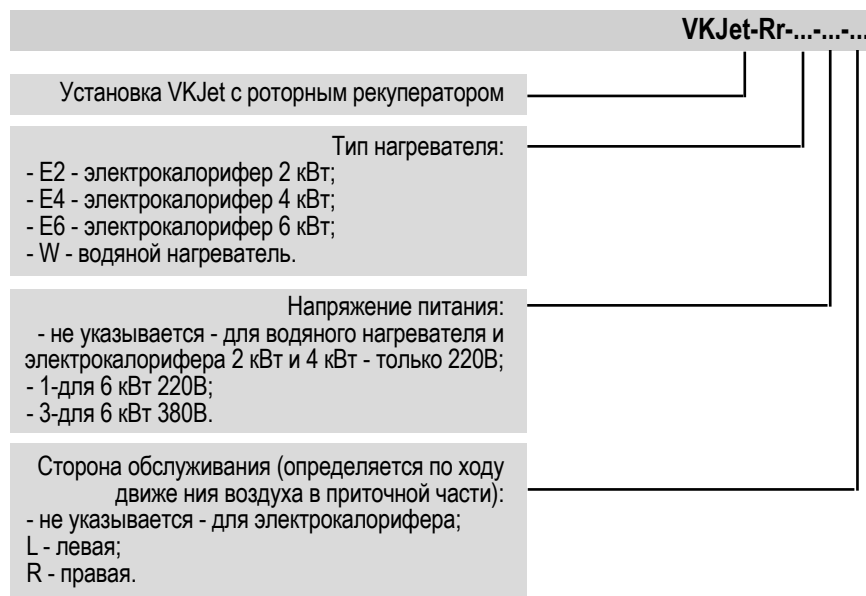 VKJet-Rr-...-...-...
Установка VKJet с роторным рекуператором
Тип нагревателя:
- E2 - электрокалорифер 2 кВт;
- E4 - электрокалорифер 4 кВт;
- E6 - электрокалорифер 6 кВт;
- W - водяной нагреватель.
Напряжение питания:
- не указывается - для водяного нагревателя и
электрокалорифера 2 кВт и 4 кВт - только 220В;
- 1-для 6 кВт 220В;
- 3-для 6 кВт 380В.
Сторона обслуживания (определяется по ходу
движе ния воздуха в приточной части):
- не указывается - для электрокалорифера;
L - левая;
R - правая.